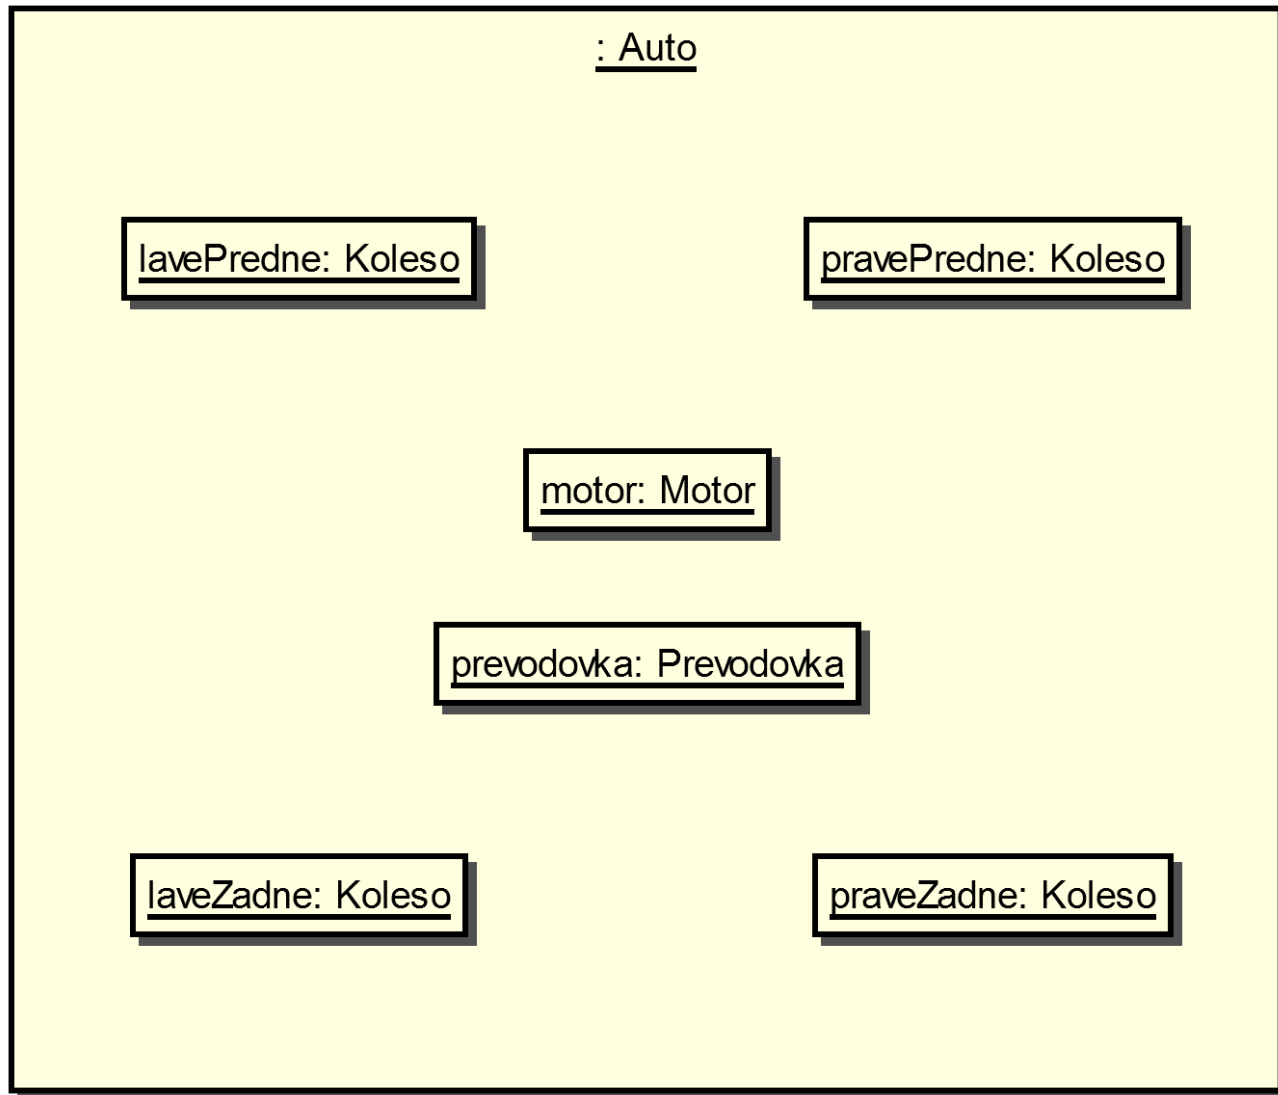 : Auto
lavePredne: Koleso
pravePredne: Koleso
motor: Motor
prevodovka: Prevodovka
laveZadne: Koleso
praveZadne: Koleso